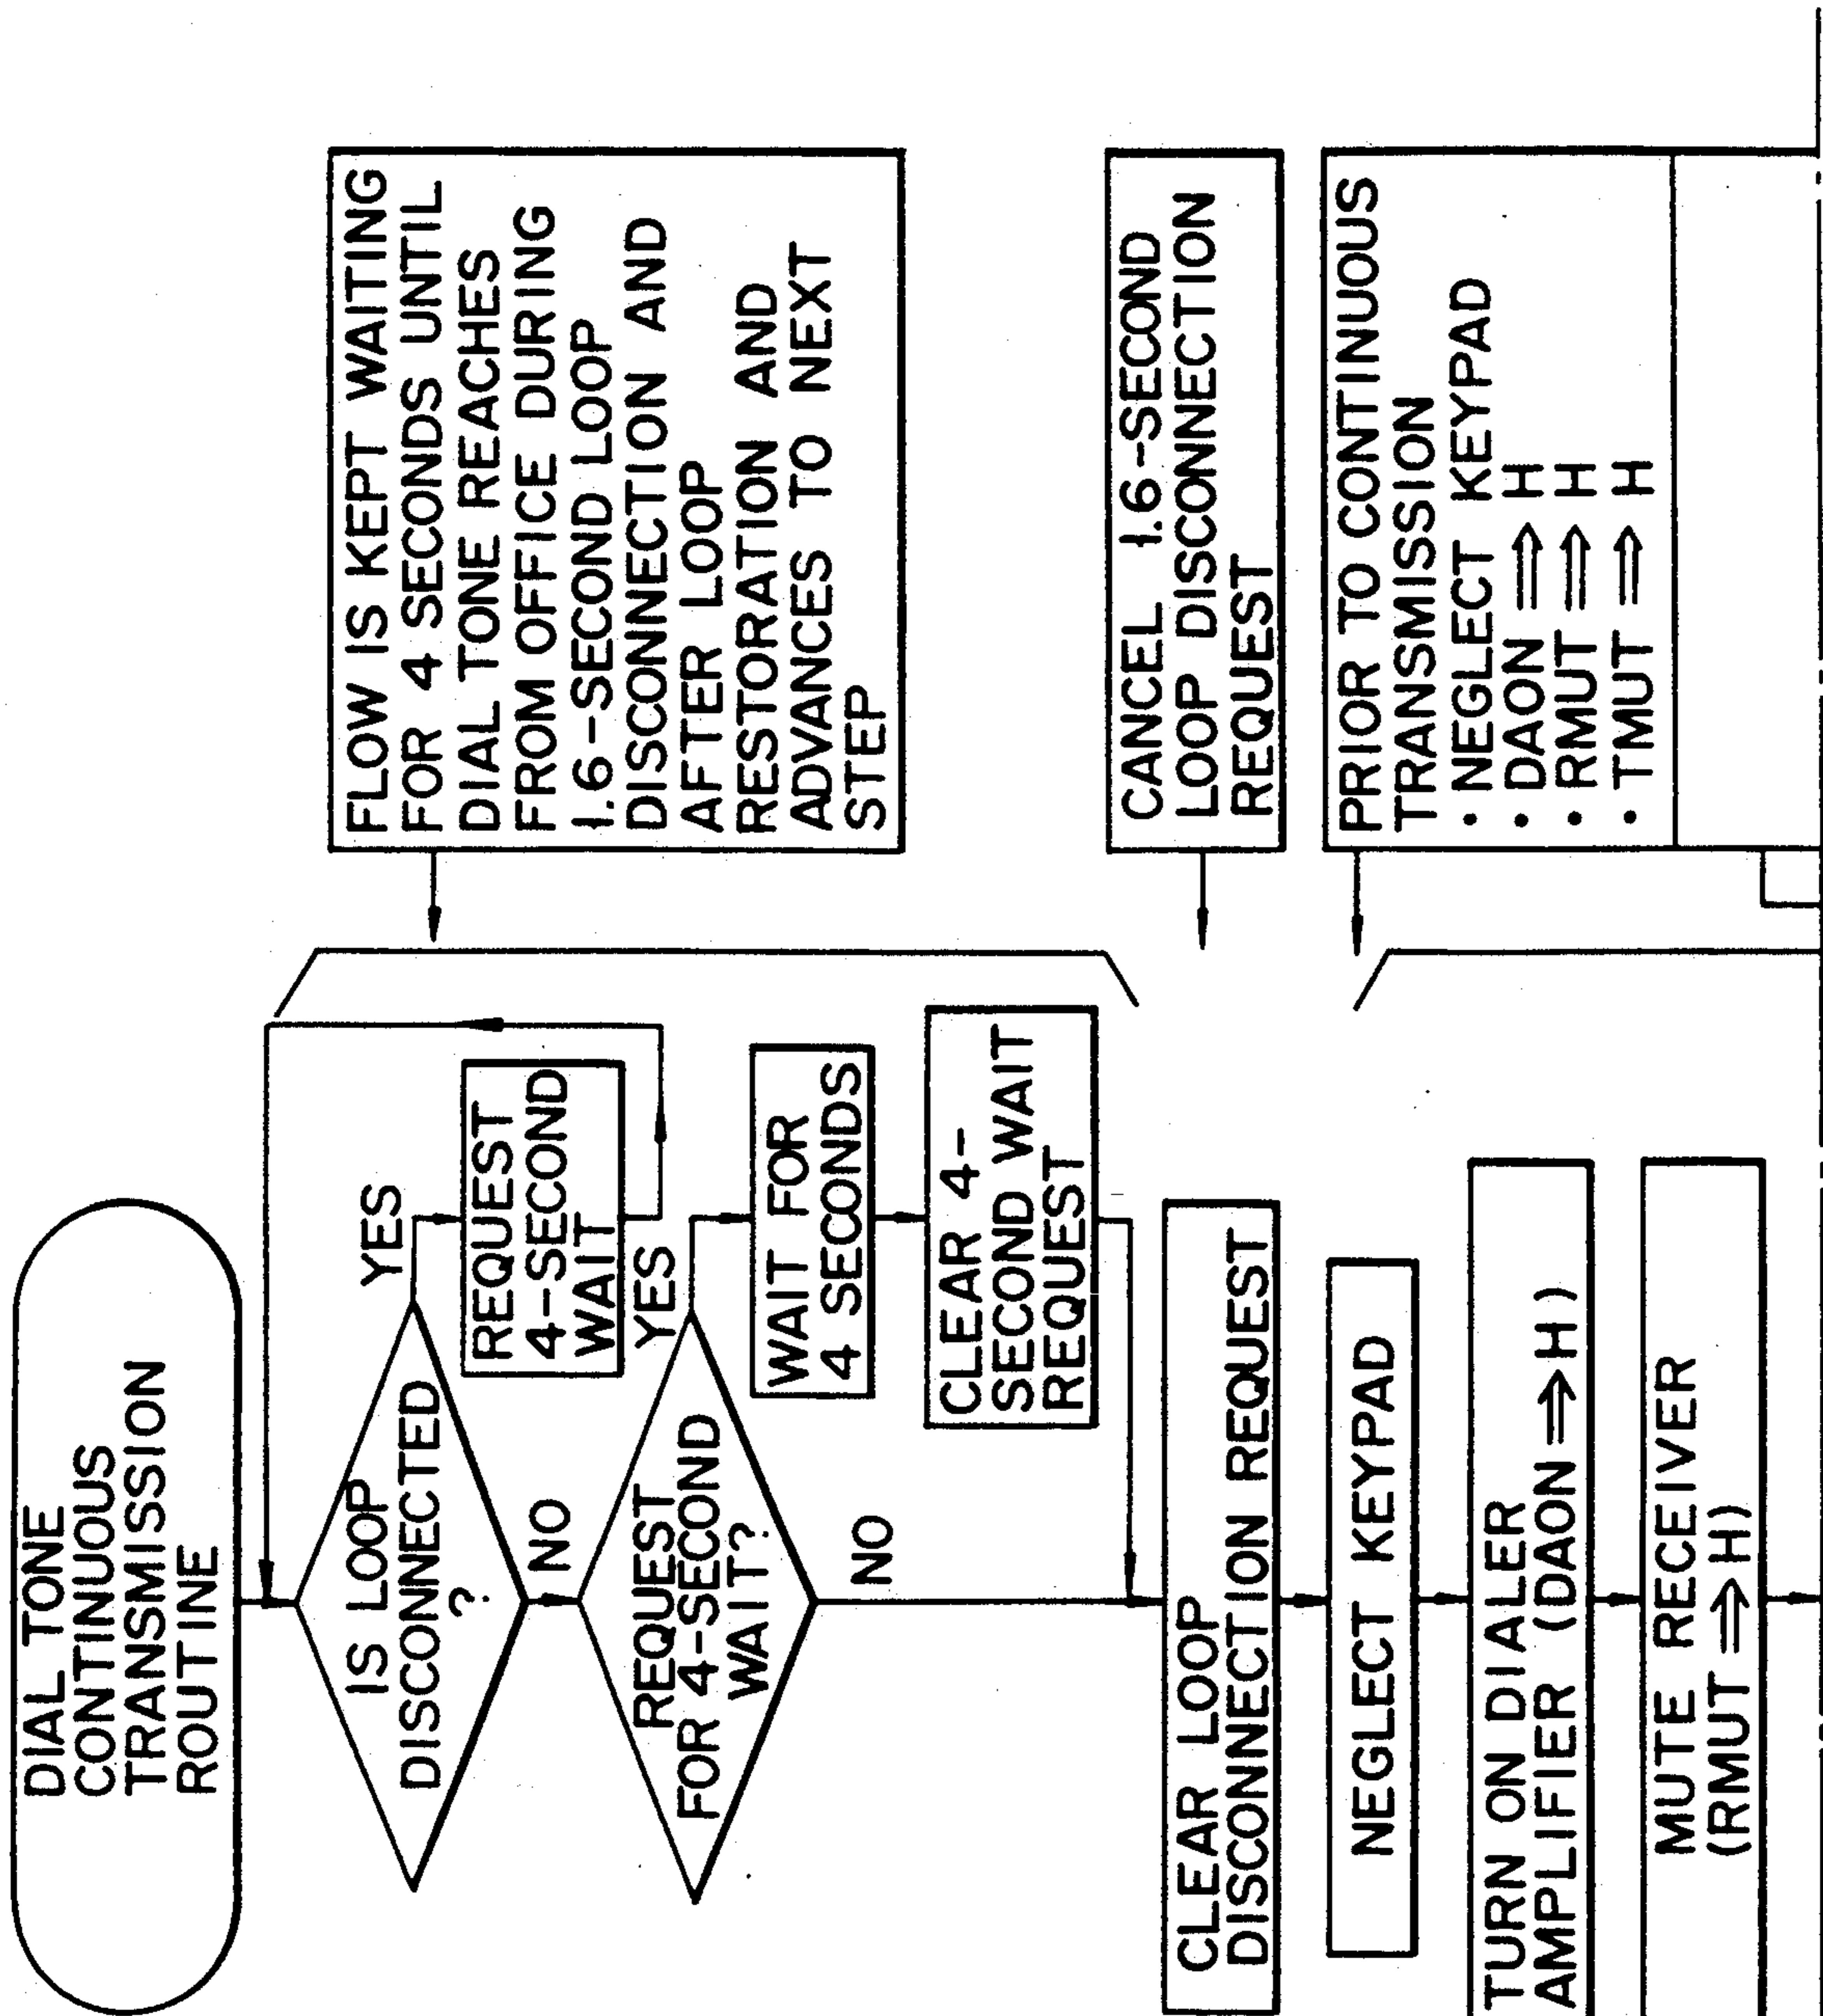 DIAL TONE
CONTINUOUS
TRANSMISSION
ROUTINE
IS LOOP
DISCONNECTED
?
YES
NO
REQUEST
4-SECOND
WAIT
REQUEST
FOR 4-SECOND
WAIT?
YES
NO
WAIT FOR
4 SECONDS
CLEAR 4-
SECOND WAIT
REQUEST
CLEAR LOOP
DISCONNECTION REQUEST
NEGLECT KEYPAD
TURN ON DIALER
AMPLIFIER (DAON ⇒ H)
MUTE RECEIVER
(RMUT ⇒ H)
FLOW IS KEPT WAITING
FOR 4 SECONDS UNTIL
DIAL TONE REACHES
FROM OFFICE DURING
1.6-SECOND LOOP
DISCONNECTION AND
AFTER LOOP
RESTORATION AND
ADVANCES TO NEXT
STEP
CANCEL 1.6-SECOND
LOOP DISCONNECTION
REQUEST
PRIOR TO CONTINUOUS
TRANSMISSION
• NEGLECT KEYPAD
• DAON ⇒ H
• RMUT ⇒ H
• TMUT ⇒ H